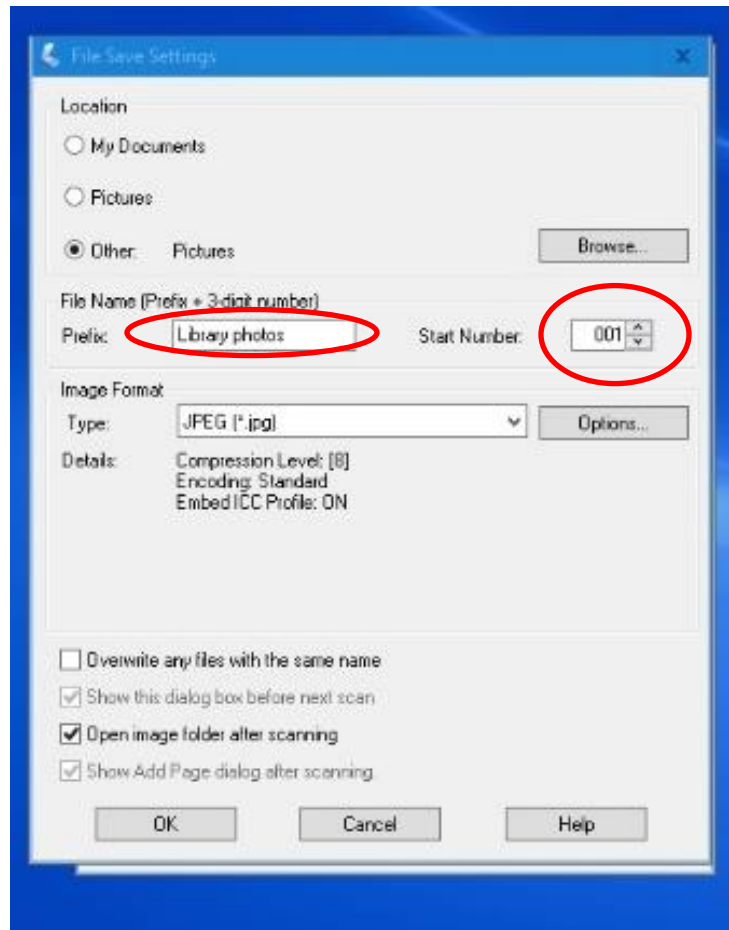 File Save Settings
Location
My Documents
Pictures
Other: Pictures Browse...
File Name (Prefix + 3-digit number)
Prefix: Library photos Start Number: 001
Image Format
Type: JPEG (*.jpg) Options...
Details: Compression Level: [8]
Encoding: Standard
Embed ICC Profile: ON
Overwrite any files with the same name
Show this dialog box before next scan
Open image folder after scanning
Show Add Page dialog after scanning
OK Cancel Help